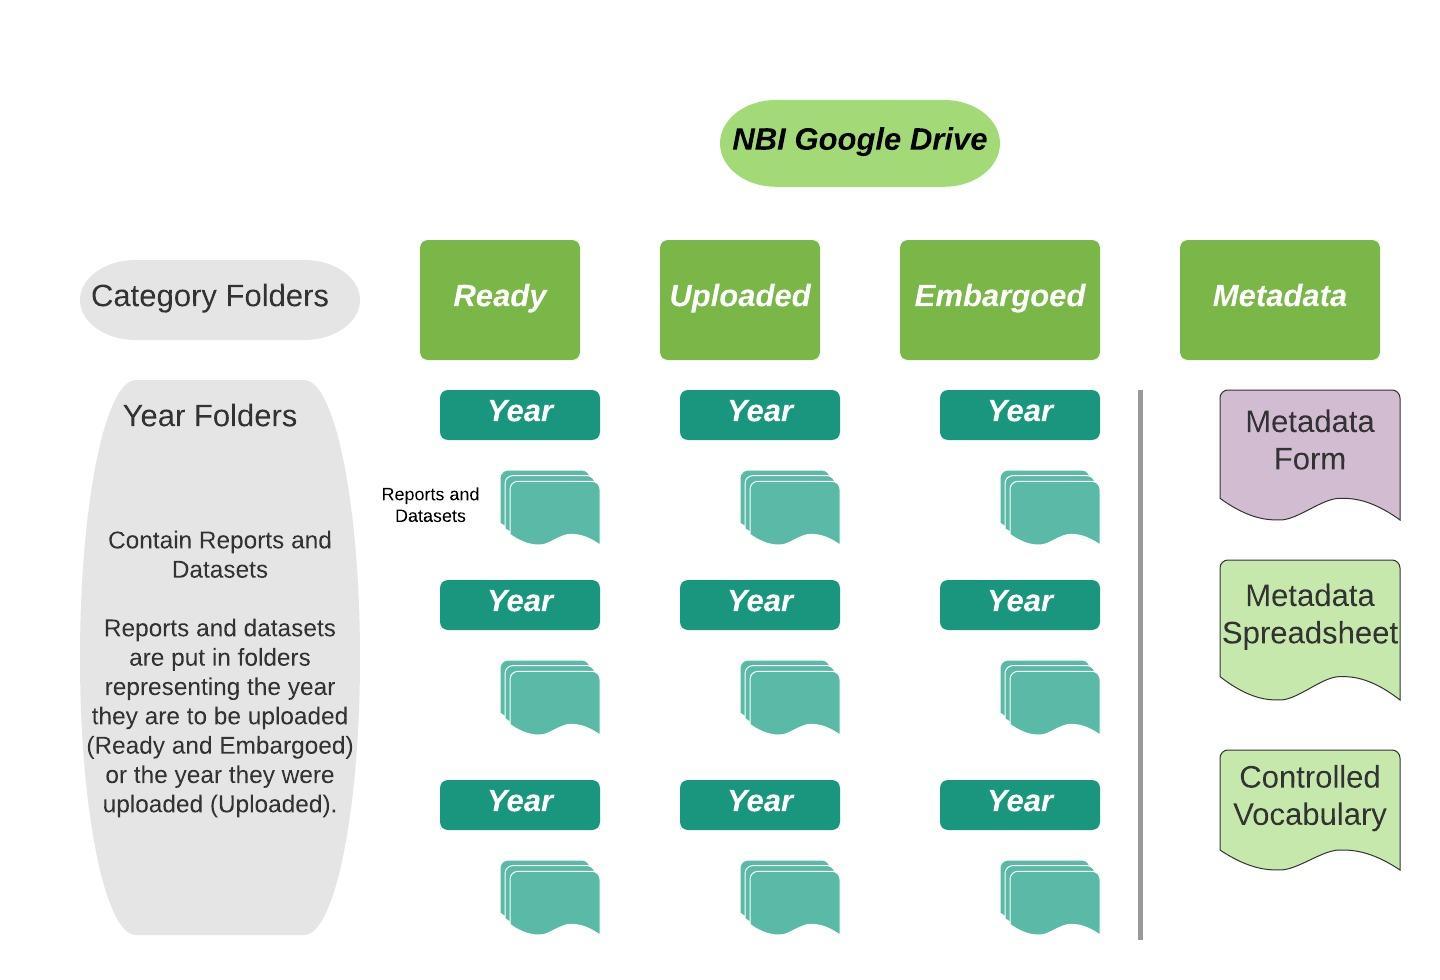 NBI Google Drive
Category Folders
Ready
Uploaded
Embargoed
Metadata
Year Folders
Contain Reports and
Datasets
Reports and datasets
are put in folders
representing the year
they are to be uploaded
(Ready and Embargoed)
or the year they were
uploaded (Uploaded).
Year
Year
Year
Reports and
Datasets
Year
Year
Year
Year
Year
Year
Metadata
Form
Metadata
Spreadsheet
Controlled
Vocabulary